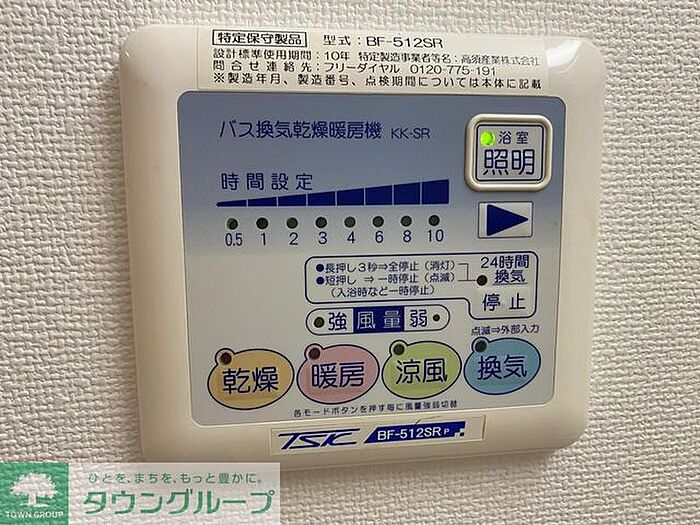 特定保守製品 型式：BF-512SR
設計標準使用期間：10年 特定製造事業者等名：高須産業株式会社
問合せ連絡先：フリーダイヤル 0120-775-191
※製造年月、製造番号、点検期間については本体に記載
バス換気乾燥暖房機 KK-SR
浴室
照明
時間設定
0.5 1 2 3 4 6 8 10
●長押し3秒⇒全停止（消灯）
●短押し ⇒一時停止（点滅）
（入浴時など一時停止）
24時間
換気
停止
強 風量 弱
点滅⇒外部入力
乾燥 暖房 涼風 換気
各モードボタンを押す毎に風量強弱切替
TSK BF-512SR P
ひとを、まちを、もっと豊かに。
タウングループ
TOWN GROUP